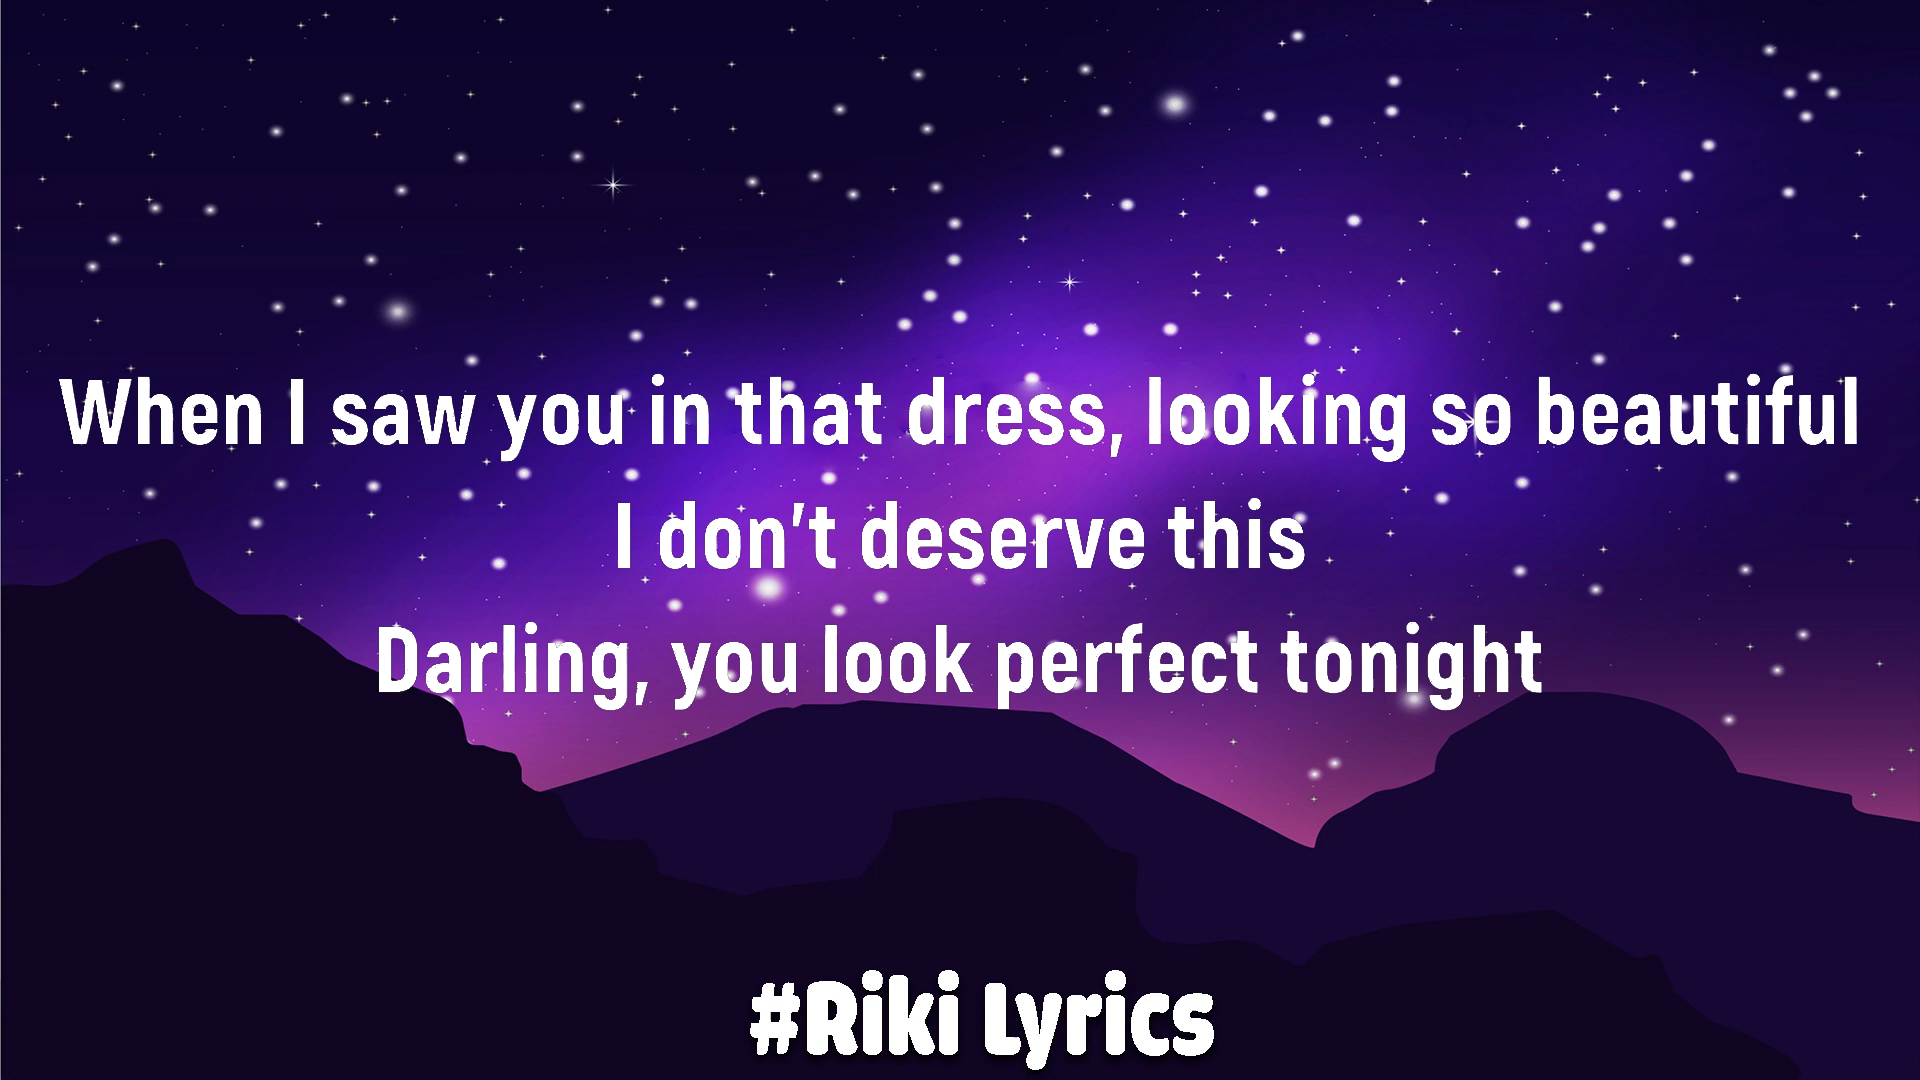 When I saw you in that dress, looking so beautiful
I don't deserve this
Darling, you look perfect tonight
#Riki Lyrics